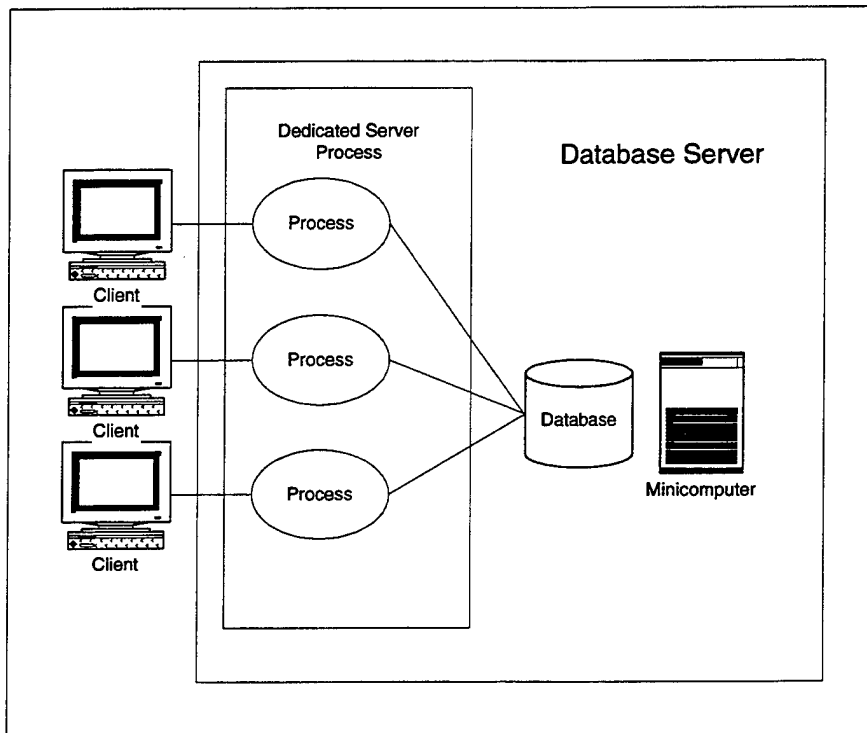 Dedicated Server
Process
Database Server
Process
Client
Process
Client
Database
Process
Minicomputer
Client